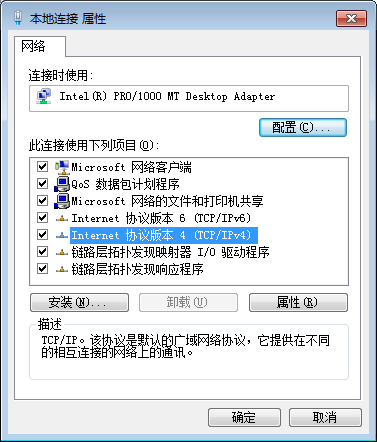 本地连接 属性
网络
连接时使用:
Intel(R) PRO/1000 MT Desktop Adapter
配置(C)...
此连接使用下列项目(O):
Microsoft 网络客户端
QoS 数据包计划程序
Microsoft 网络的文件和打印机共享
Internet 协议版本 6 (TCP/IPv6)
Internet 协议版本 4 (TCP/IPv4)
链路层拓扑发现映射器 I/O 驱动程序
链路层拓扑发现响应程序
安装(N)...
卸载(U)
属性(R)
描述
TCP/IP。该协议是默认的广域网络协议，它提供在不同
的相互连接的网络上的通讯。
确定
取消